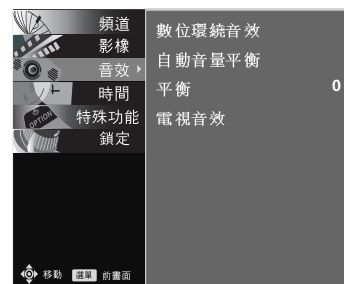 頻道
影像
音效
時間
特殊功能
OPTION
鎖定
數位環繞音效
自動音量平衡
平衡 0
電視音效
移動 選單 前畫面